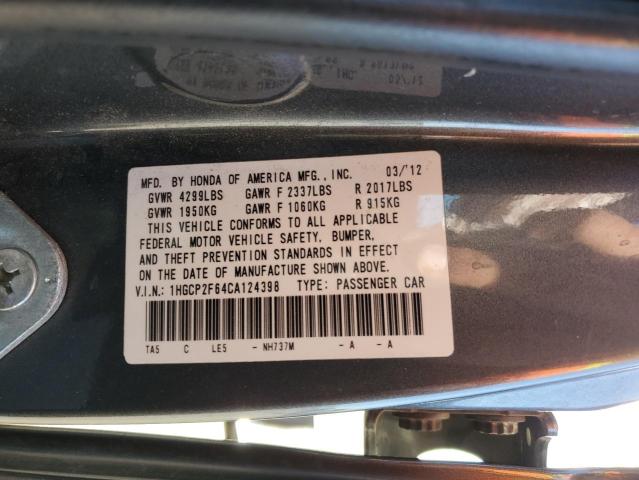 MFD. BY HONDA OF AMERICA MFG., INC. 03/'12
GVWR 4299LBS GAWR F 2337LBS R 2017LBS
GVWR 1950KG GAWR F 1060KG R 915KG
THIS VEHICLE CONFORMS TO ALL APPLICABLE
FEDERAL MOTOR VEHICLE SAFETY, BUMPER,
AND THEFT PREVENTION STANDARDS IN EFFECT
ON THE DATE OF MANUFACTURE SHOWN ABOVE.
V.I.N.: 1HGCP2F64CA124398 TYPE: PASSENGER CAR
TA5 C LE5 - NH737M - A - A